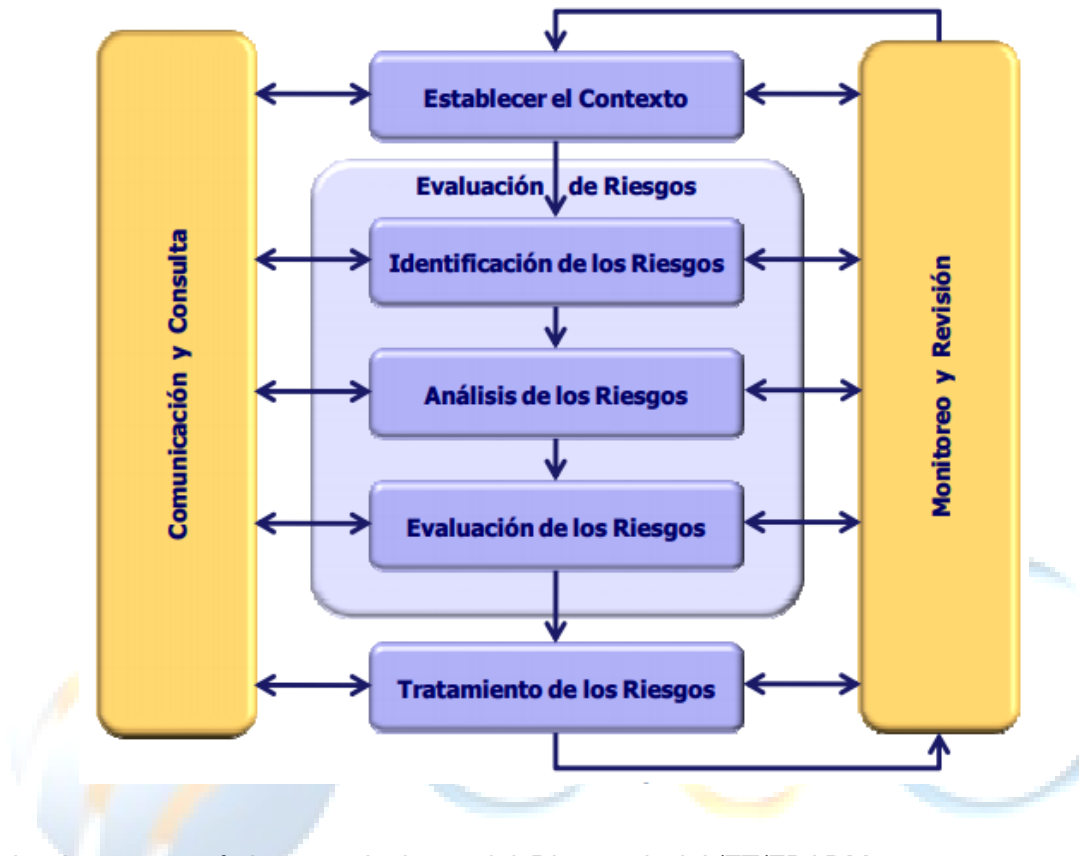 Establecer el Contexto
Evaluación de Riesgos
Identificación de los Riesgos
Análisis de los Riesgos
Evaluación de los Riesgos
Tratamiento de los Riesgos
Comunicación y Consulta
Monitoreo y Revisión